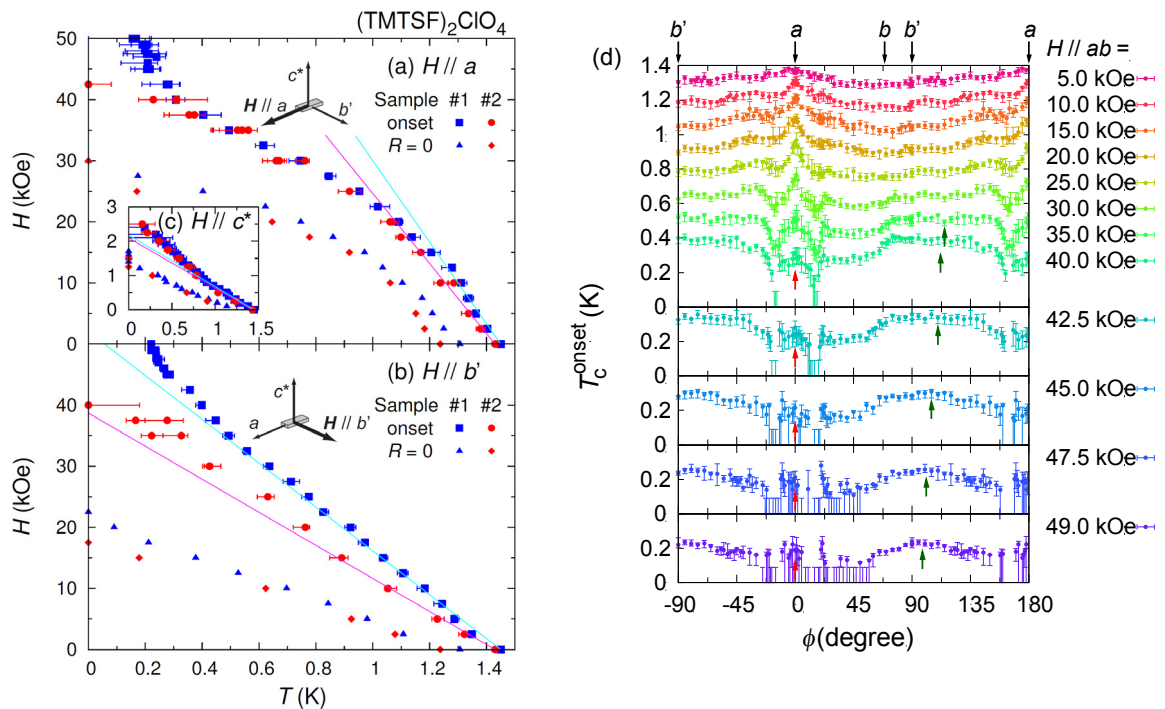 (TMTSF)₂ClO₄
50
40
30
20
10
0
H (kOe)
(a) H // a
c*
H // a
b'
Sample #1 #2
onset
R = 0
(c) H // c*
3
2
1
0
0 0.5 1.0 1.5
(b) H // b'
c*
a
H // b'
Sample #1 #2
onset
R = 0
40
30
20
10
0
H (kOe)
0 0.2 0.4 0.6 0.8 1 1.2 1.4
T (K)
(d)
b' a b b' a
H // ab =
5.0 kOe
10.0 kOe
15.0 kOe
20.0 kOe
25.0 kOe
30.0 kOe
35.0 kOe
40.0 kOe
42.5 kOe
45.0 kOe
47.5 kOe
49.0 kOe
1.4
1.2
1
0.8
0.6
0.4
0.2
0
0.2
0
0.2
0
0.2
0
0.2
0
T_c^onset (K)
-90 -45 0 45 90 135 180
ϕ(degree)